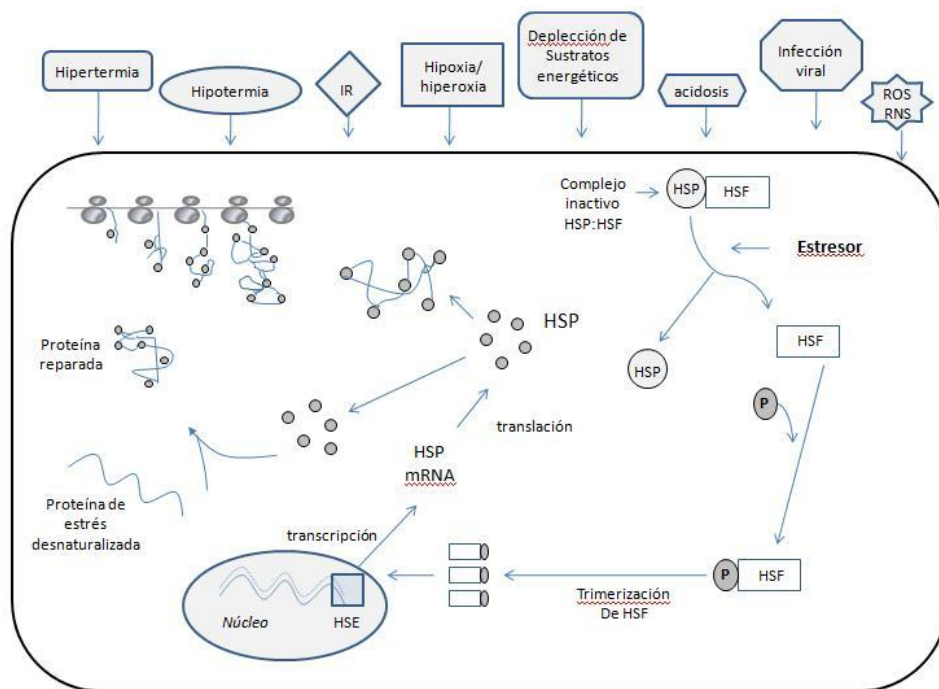 Hipertermia
Hipotermia
IR
Hipoxia/
hiperoxia
Deplección de
Sustratos
energéticos
acidosis
Infección
viral
ROS
RNS
Complejo
inactivo
HSP:HSF
HSP
HSF
Estresor
HSP
HSF
P
P
HSF
Trimerización
De HSF
HSP
translación
HSP
mRNA
transcripción
Núcleo
HSE
Proteína
reparada
Proteína de
estrés
desnaturalizada